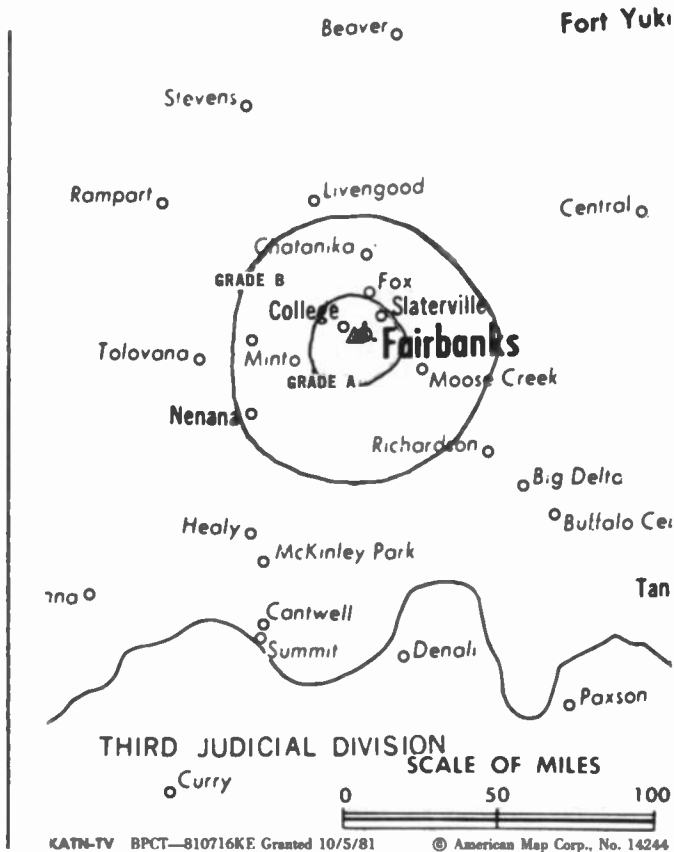 Beaver
Fort Yuk
Stevens
Rampart
Livengood
Central
Chatanika
GRADE B
Fox
College
Slaterville
Fairbanks
Tolovana
Minto
GRADE A
Moose Creek
Nenana
Richardson
Big Delta
Buffalo Ce
Healy
McKinley Park
na
Tan
Cantwell
Summit
Denali
Paxson
THIRD JUDICIAL DIVISION
SCALE OF MILES
Curry
0 50 100
KATN-TV BPCT—810716KE Granted 10/5/81 © American Map Corp., No. 14244